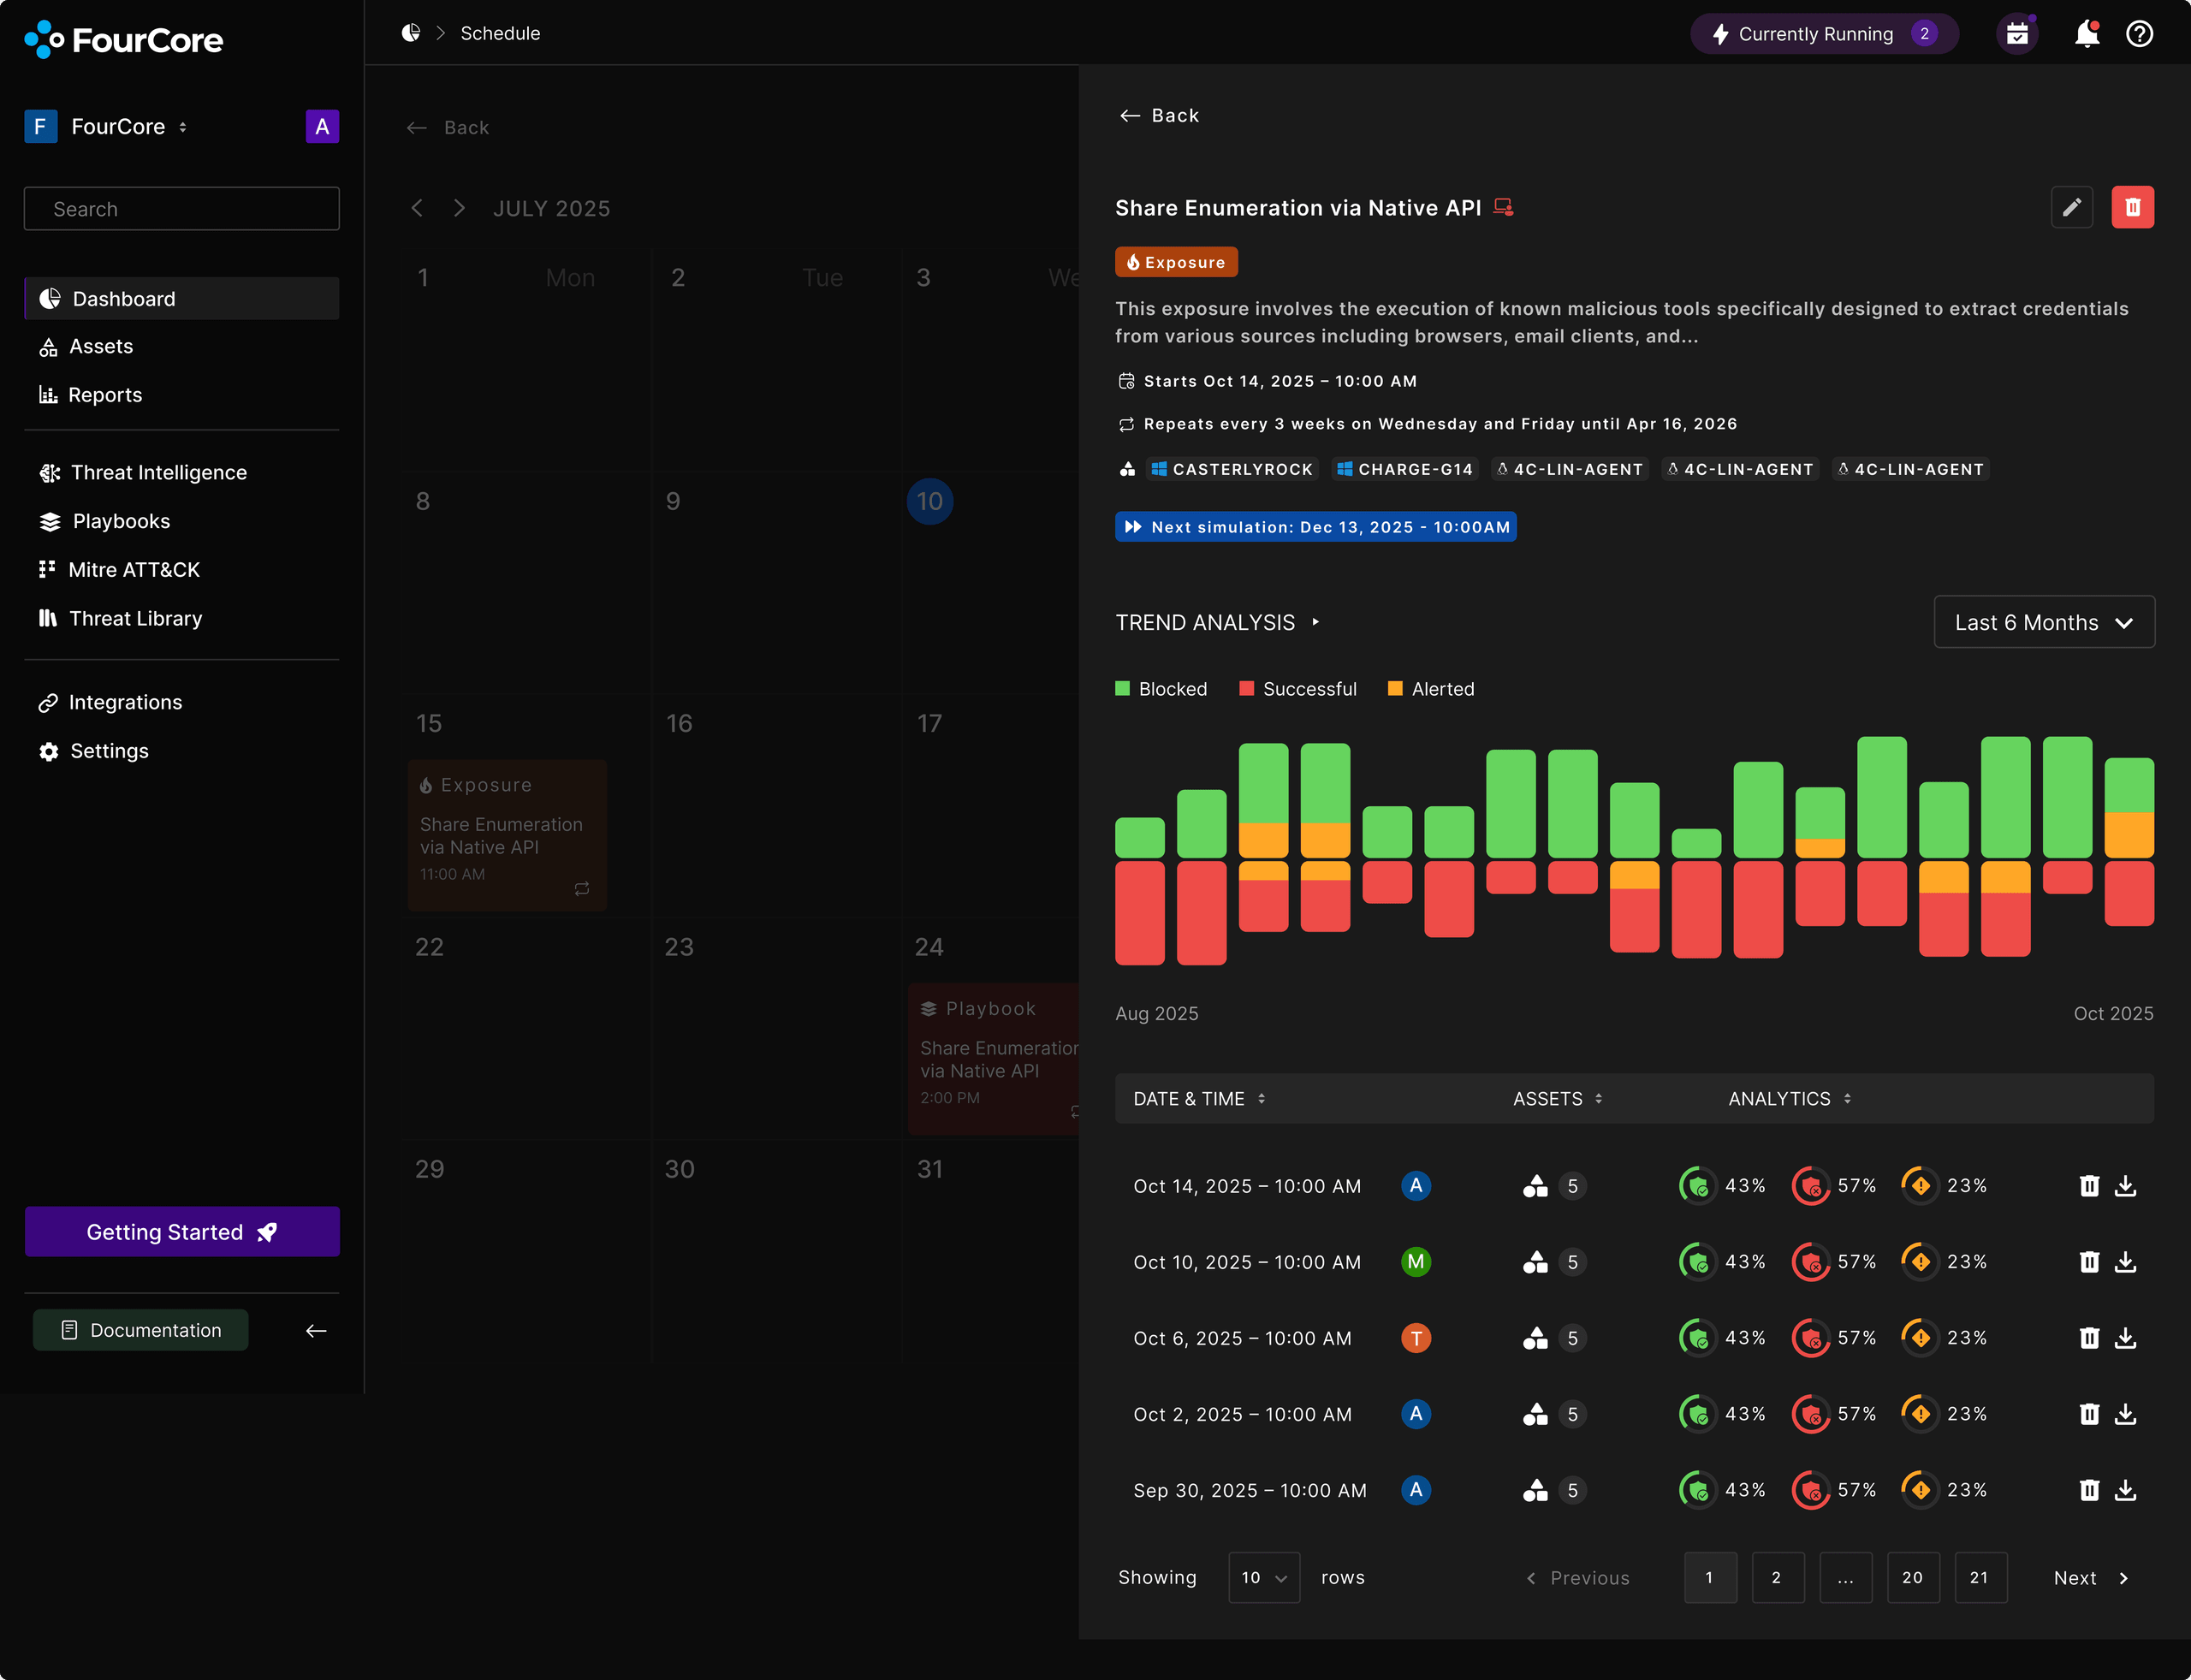 FourCore
F FourCore A
Search
Dashboard
Assets
Reports
Threat Intelligence
Playbooks
Mitre ATT&CK
Threat Library
Integrations
Settings
Getting Started
Documentation
Schedule
Currently Running 2
Back
JULY 2025
1 Mon 2 Tue 3 We
8 9 10
15 16 17
Exposure
Share Enumeration
via Native API
11:00 AM
22 23 24
Playbook
Share Enumeration
via Native API
2:00 PM
29 30 31
Back
Share Enumeration via Native API
Exposure
This exposure involves the execution of known malicious tools specifically designed to extract credentials
from various sources including browsers, email clients, and...
Starts Oct 14, 2025 – 10:00 AM
Repeats every 3 weeks on Wednesday and Friday until Apr 16, 2026
CASTERLYROCK CHARGE-G14 4C-LIN-AGENT 4C-LIN-AGENT 4C-LIN-AGENT
Next simulation: Dec 13, 2025 - 10:00AM
TREND ANALYSIS Last 6 Months
Blocked Successful Alerted
Aug 2025 Oct 2025
DATE & TIME ASSETS ANALYTICS
Oct 14, 2025 – 10:00 AM A 5 43% 57% 23%
Oct 10, 2025 – 10:00 AM M 5 43% 57% 23%
Oct 6, 2025 – 10:00 AM T 5 43% 57% 23%
Oct 2, 2025 – 10:00 AM A 5 43% 57% 23%
Sep 30, 2025 – 10:00 AM A 5 43% 57% 23%
Showing 10 rows Previous 1 2 ... 20 21 Next